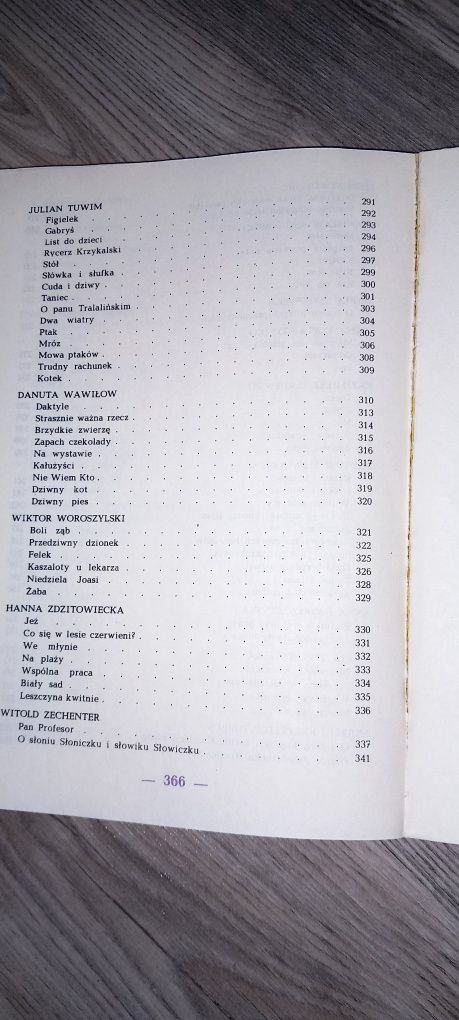 JULIAN TUWIM
Figielek . . . . . . . . . . 291
Gabryś . . . . . . . . . . 292
List do dzieci . . . . . . . . . . 293
Rycerz Krzykalski . . . . . . . . . . 294
Stół . . . . . . . . . . 296
Słówka i słufka . . . . . . . . . . 297
Cuda i dziwy . . . . . . . . . . 299
Taniec . . . . . . . . . . 300
O panu Tralalińskim . . . . . . . . . . 301
Dwa wiatry . . . . . . . . . . 303
Ptak . . . . . . . . . . 304
Mróz . . . . . . . . . . 305
Mowa ptaków . . . . . . . . . . 306
Trudny rachunek . . . . . . . . . . 308
Kotek . . . . . . . . . . 309
DANUTA WAWIŁOW
Daktyle . . . . . . . . . . 310
Strasznie ważna rzecz . . . . . . . . . . 313
Brzydkie zwierzę . . . . . . . . . . 314
Zapach czekolady . . . . . . . . . . 315
Na wystawie . . . . . . . . . . 316
Kałużyści . . . . . . . . . . 317
Nie Wiem Kto . . . . . . . . . . 318
Dziwny kot . . . . . . . . . . 319
Dziwny pies . . . . . . . . . . 320
WIKTOR WOROSZYLSKI
Boli ząb . . . . . . . . . . 321
Przedziwny dzionek . . . . . . . . . . 322
Felek . . . . . . . . . . 325
Kaszaloty u lekarza . . . . . . . . . . 326
Niedziela Joasi . . . . . . . . . . 328
Żaba . . . . . . . . . . 329
HANNA ZDZITOWIECKA
Jeż . . . . . . . . . . 330
Co się w lesie czerwieni? . . . . . . . . . . 331
We młynie . . . . . . . . . . 332
Na plaży . . . . . . . . . . 333
Wspólna praca . . . . . . . . . . 334
Biały sad . . . . . . . . . . 335
Leszczyna kwitnie . . . . . . . . . . 336
WITOLD ZECHENTER
Pan Profesor . . . . . . . . . . 337
O słoniu Słoniczku i słowiku Słowiczku . . . . . . . . . . 341
— 366 —